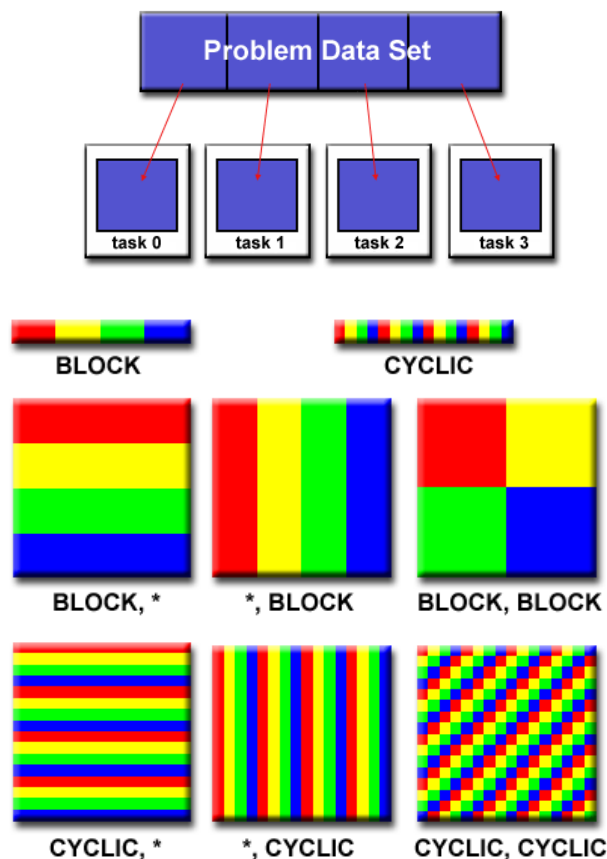 Problem Data Set
task 0 task 1 task 2 task 3
BLOCK CYCLIC
BLOCK, * *, BLOCK BLOCK, BLOCK
CYCLIC, * *, CYCLIC CYCLIC, CYCLIC